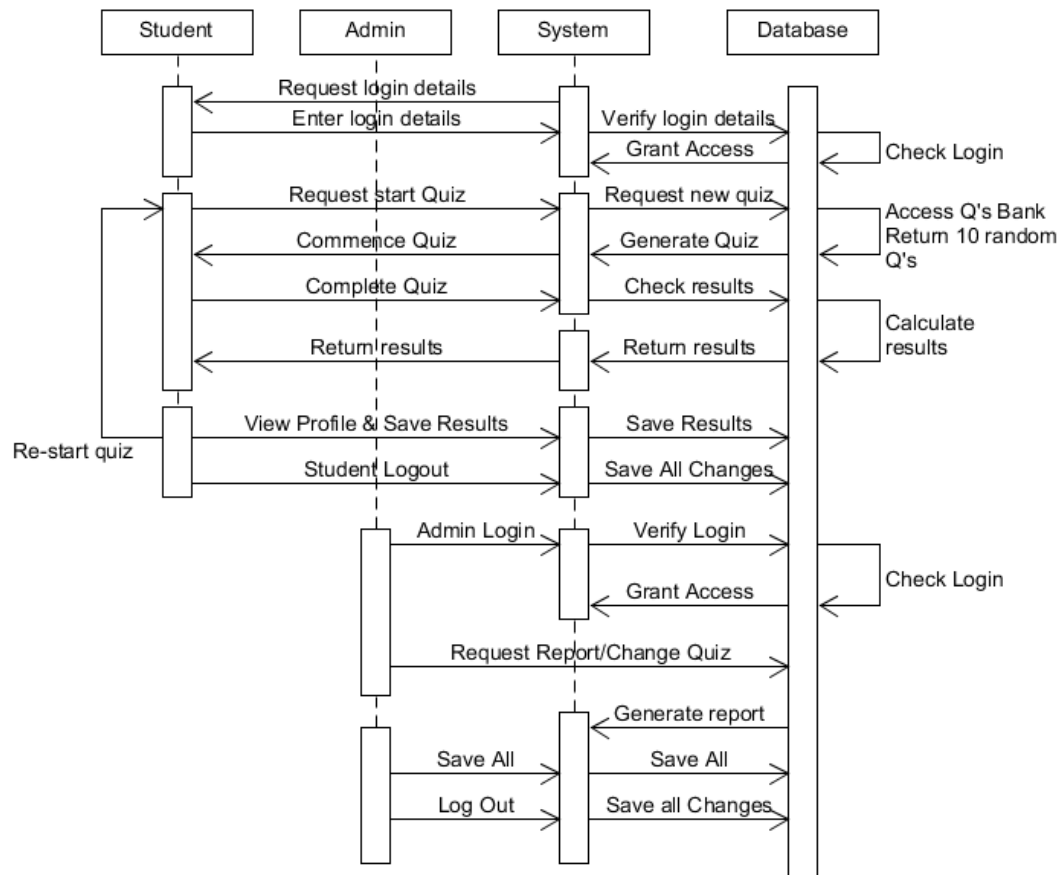 Student
Admin
System
Database
Request login details
Enter login details
Verify login details
Grant Access
Check Login
Request start Quiz
Request new quiz
Access Q's Bank
Return 10 random
Q's
Commence Quiz
Generate Quiz
Complete Quiz
Check results
Calculate
results
Return results
Return results
View Profile & Save Results
Save Results
Re-start quiz
Student Logout
Save All Changes
Admin Login
Verify Login
Check Login
Grant Access
Request Report/Change Quiz
Generate report
Save All
Save All
Log Out
Save all Changes